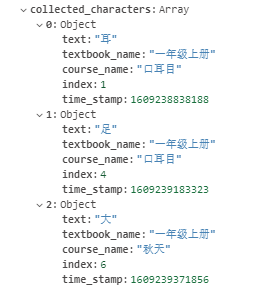 collected_characters: Array
0: Object
text: "耳"
textbook_name: "一年级上册"
course_name: "口耳目"
index: 1
time_stamp: 1609238838188
1: Object
text: "足"
textbook_name: "一年级上册"
course_name: "口耳目"
index: 4
time_stamp: 1609239183323
2: Object
text: "大"
textbook_name: "一年级上册"
course_name: "秋天"
index: 6
time_stamp: 1609239371856